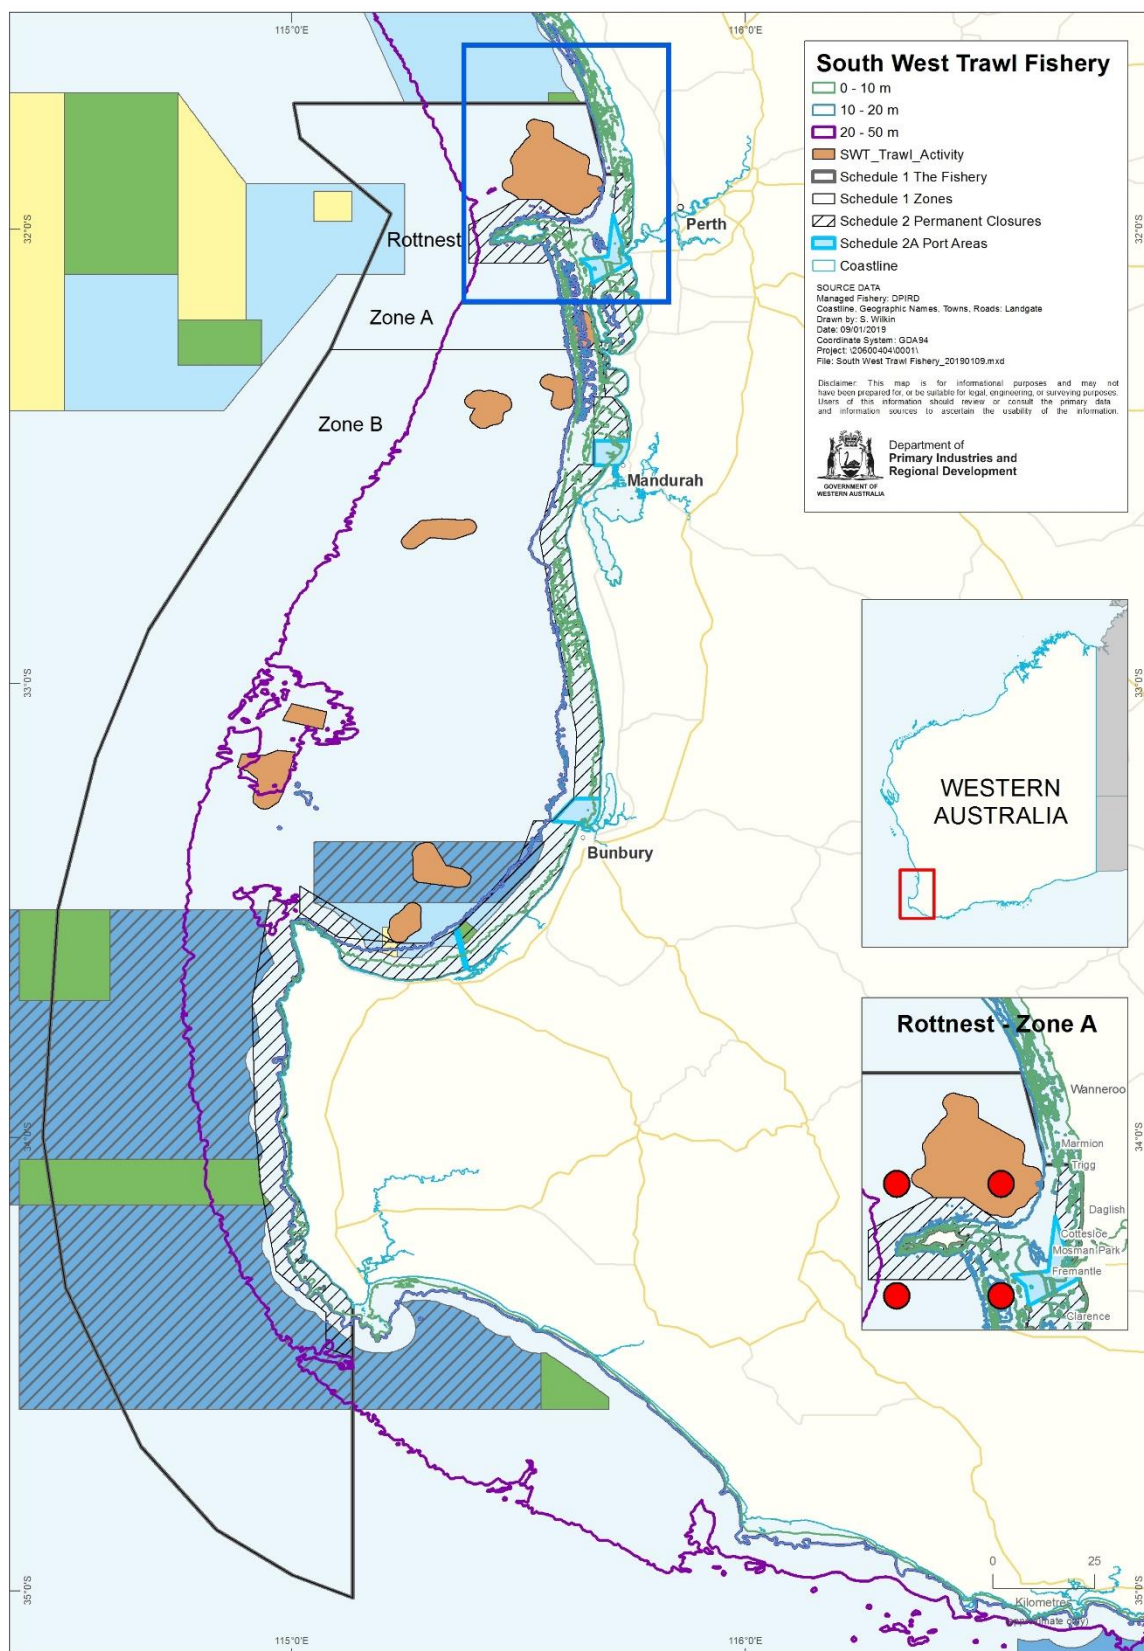 115°0'E
116°0'E
South West Trawl Fishery
0 - 10 m
10 - 20 m
20 - 50 m
SWT_Trawl_Activity
Schedule 1 The Fishery
Schedule 1 Zones
Schedule 2 Permanent Closures
Schedule 2A Port Areas
Coastline
SOURCE DATA
Managed Fishery: DPIRD
Coastline, Geographic Names, Towns, Roads: Landgate
Drawn by: S. Wilkin
Date: 09/01/2019
Coordinate System: GDA94
Project: \20600404\0001\
File: South West Trawl Fishery_20190109.mxd
Disclaimer: This map is for informational purposes and may not
have been prepared for, or be suitable for legal, engineering, or surveying purposes.
Users of this information should review or consult the primary data
and information sources to ascertain the usability of the information.
GOVERNMENT OF
WESTERN AUSTRALIA
Department of
Primary Industries and
Regional Development
32°0'S
32°0'S
Perth
Rottnest
Zone A
Zone B
Mandurah
33°0'S
33°0'S
WESTERN
AUSTRALIA
Bunbury
Rottnest - Zone A
Wanneroo
Marmion
Trigg
Daglish
Cottesloe
Mosman Park
Fremantle
Clarence
34°0'S
34°0'S
0 25
Kilometres
(approximate only)
35°0'S
35°0'S
115°0'E
116°0'E